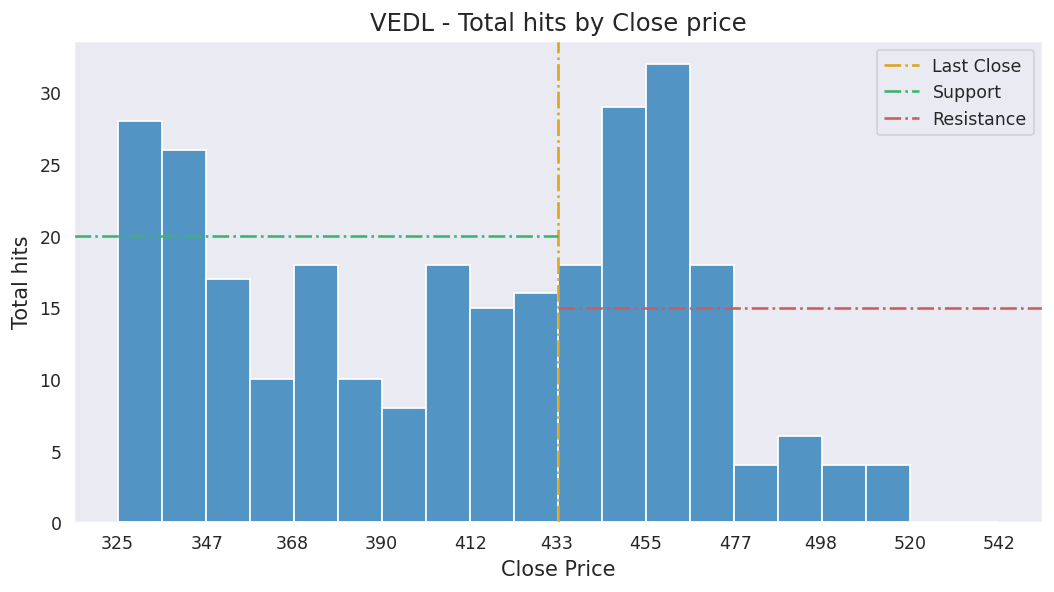 VEDL - Total hits by Close price
Last Close
Support
Resistance
Total hits
30
25
20
15
10
5
0
325 347 368 390 412 433 455 477 498 520 542
Close Price